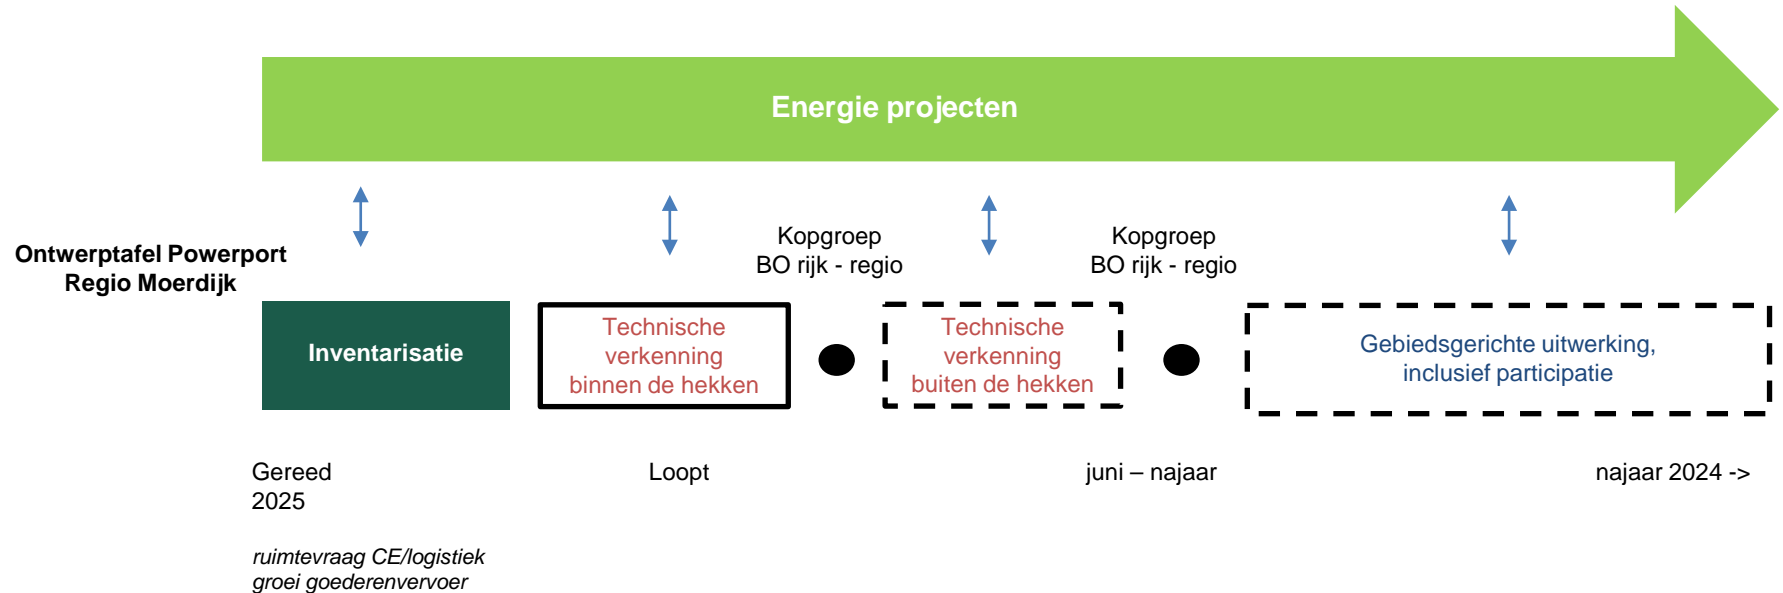 Energie projecten
Ontwerptafel Powerport
Regio Moerdijk
Kopgroep
BO rijk - regio
Kopgroep
BO rijk - regio
Inventarisatie
Technische
verkenning
binnen de hekken
Technische
verkenning
buiten de hekken
Gebiedsgerichte uitwerking,
inclusief participatie
Gereed
2025
Loopt
juni – najaar
najaar 2024 ->
ruimtevraag CE/logistiek
groei goederenvervoer